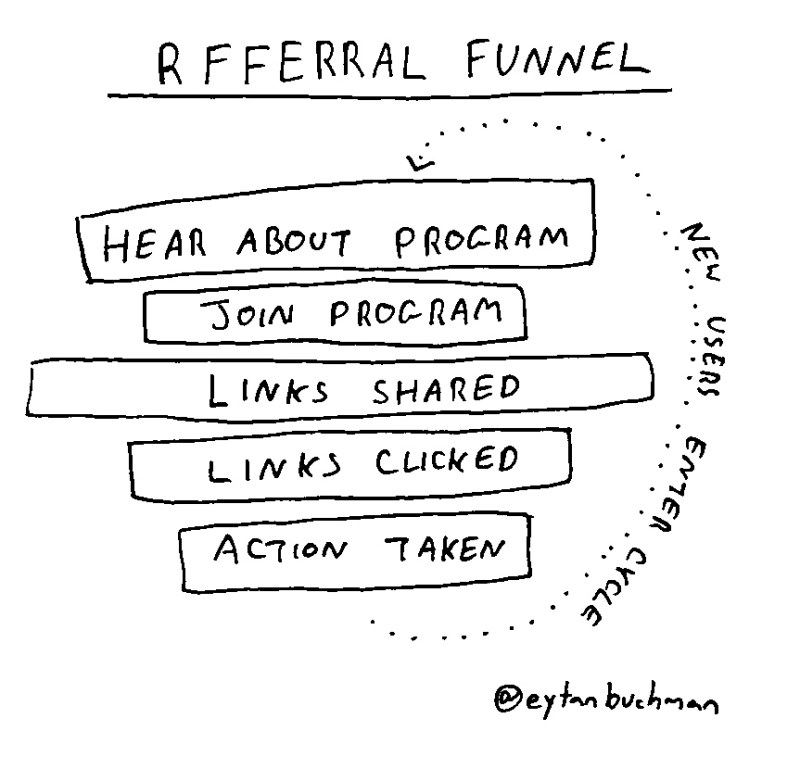 RFFERRAL FUNNEL
HEAR ABOUT PROGRAM
JOIN PROGRAM
LINKS SHARED
LINKS CLICKED
ACTION TAKEN
NEW USERS ENTER CYCLE
@eytanbuchman